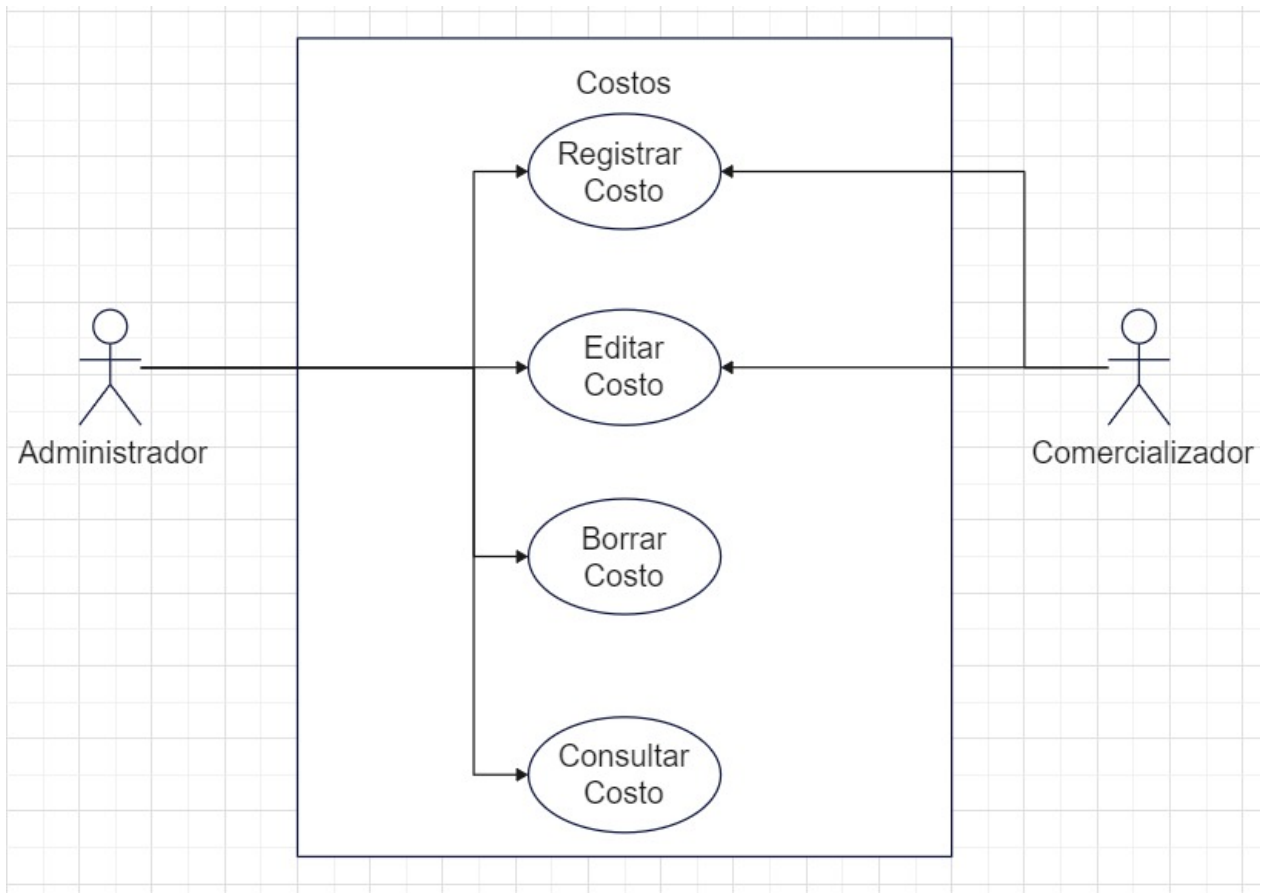 Costos
Registrar
Costo
Editar
Costo
Administrador
Comercializador
Borrar
Costo
Consultar
Costo